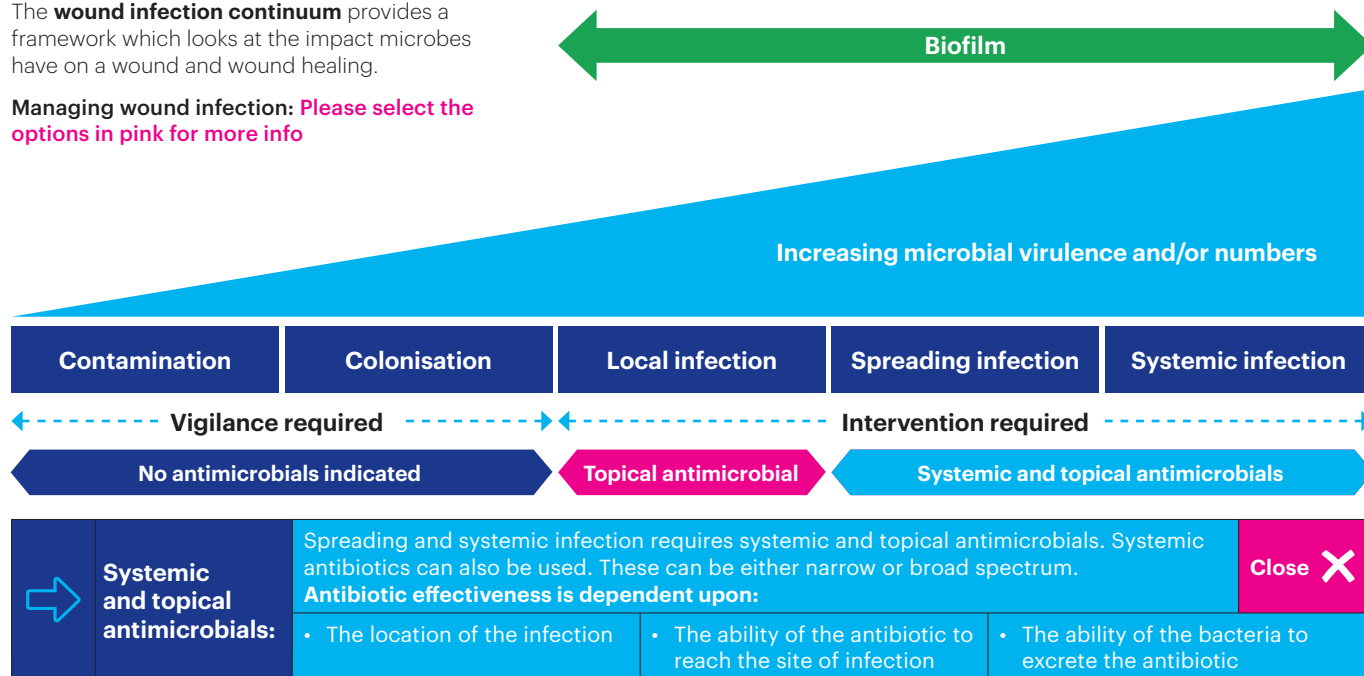 The wound infection continuum provides a
framework which looks at the impact microbes
have on a wound and wound healing.
Managing wound infection: Please select the
options in pink for more info
Biofilm
Increasing microbial virulence and/or numbers
Contamination
Colonisation
Local infection
Spreading infection
Systemic infection
Vigilance required
Intervention required
No antimicrobials indicated
Topical antimicrobial
Systemic and topical antimicrobials
Systemic
and topical
antimicrobials:
Spreading and systemic infection requires systemic and topical antimicrobials. Systemic
antibiotics can also be used. These can be either narrow or broad spectrum.
Antibiotic effectiveness is dependent upon:
Close
• The location of the infection
• The ability of the antibiotic to
reach the site of infection
• The ability of the bacteria to
excrete the antibiotic